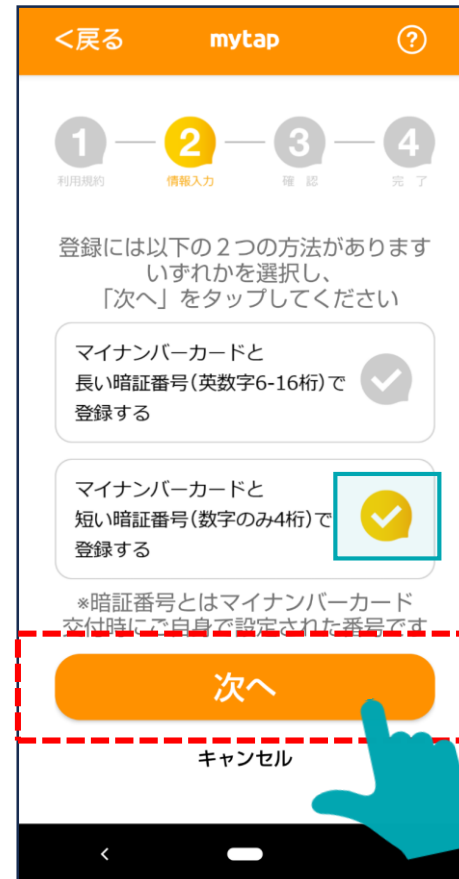 <戻る mytap ?
1 2 3 4
利用規約 情報入力 確 認 完 了
登録には以下の２つの方法があります
いずれかを選択し、
「次へ」をタップしてください
マイナンバーカードと
長い暗証番号(英数字6-16桁)で
登録する
マイナンバーカードと
短い暗証番号(数字のみ4桁)で
登録する
※暗証番号とはマイナンバーカード
交付時にご自身で設定された番号です
次へ
キャンセル